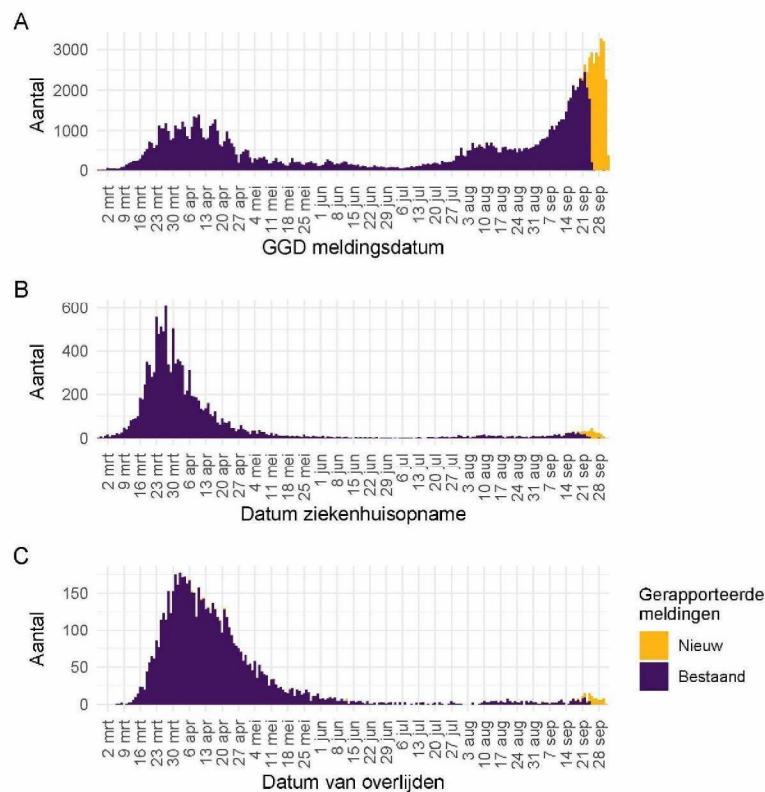 A
Aantal
3000
2000
1000
0
2 mrt
9 mrt
16 mrt
23 mrt
30 mrt
6 apr
13 apr
20 apr
27 apr
4 mei
11 mei
18 mei
25 mei
1 jun
8 jun
15 jun
22 jun
29 jun
6 jul
13 jul
20 jul
27 jul
3 aug
10 aug
17 aug
24 aug
31 aug
7 sep
14 sep
21 sep
28 sep
GGD meldingsdatum
B
Aantal
600
400
200
0
2 mrt
9 mrt
16 mrt
23 mrt
30 mrt
6 apr
13 apr
20 apr
27 apr
4 mei
11 mei
18 mei
25 mei
1 jun
8 jun
15 jun
22 jun
29 jun
6 jul
13 jul
20 jul
27 jul
3 aug
10 aug
17 aug
24 aug
31 aug
7 sep
14 sep
21 sep
28 sep
Datum ziekenhuisopname
C
Aantal
150
100
50
0
2 mrt
9 mrt
16 mrt
23 mrt
30 mrt
6 apr
13 apr
20 apr
27 apr
4 mei
11 mei
18 mei
25 mei
1 jun
8 jun
15 jun
22 jun
29 jun
6 jul
13 jul
20 jul
27 jul
3 aug
10 aug
17 aug
24 aug
31 aug
7 sep
14 sep
21 sep
28 sep
Datum van overlijden
Gerapporteerde
meldingen
Nieuw
Bestaand